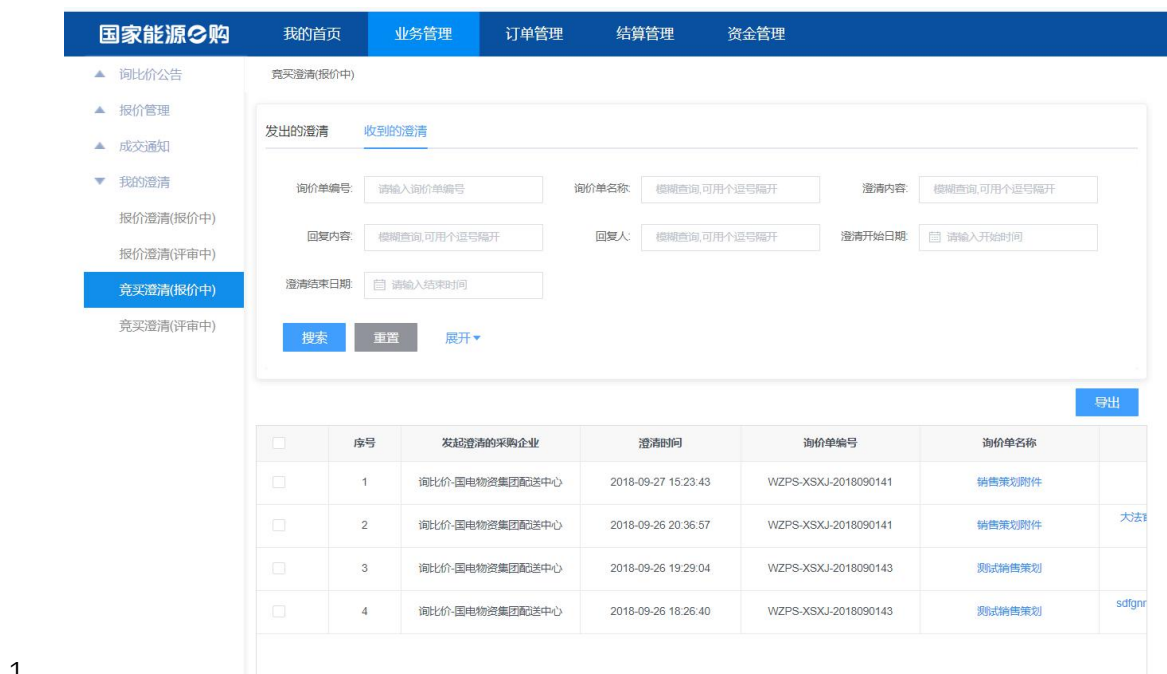 国家能源e购 我的首页 业务管理 订单管理 结算管理 资金管理
询比价公告
竞买澄清(报价中)
报价管理
发出的澄清 收到的澄清
成交通知
我的澄清
询价单编号: 请输入询价单编号 询价单名称: 模糊查询,可用个逗号隔开 澄清内容: 模糊查询,可用个逗号隔开
报价澄清(报价中)
回复内容: 模糊查询,可用个逗号隔开 回复人: 模糊查询,可用个逗号隔开 澄清开始日期: 请输入开始时间
报价澄清(评审中)
澄清结束日期: 请输入结束时间
竞买澄清(报价中)
竞买澄清(评审中)
搜索 重置 展开
导出
序号 发起澄清的采购企业 澄清时间 询价单编号 询价单名称
1 询比价-国电物资集团配送中心 2018-09-27 15:23:43 WZPS-XSXJ-2018090141 销售策划附件
2 询比价-国电物资集团配送中心 2018-09-26 20:36:57 WZPS-XSXJ-2018090141 销售策划附件 大法
3 询比价-国电物资集团配送中心 2018-09-26 19:29:04 WZPS-XSXJ-2018090143 测试销售策划
4 询比价-国电物资集团配送中心 2018-09-26 18:26:40 WZPS-XSXJ-2018090143 测试销售策划 sdfgnr
1